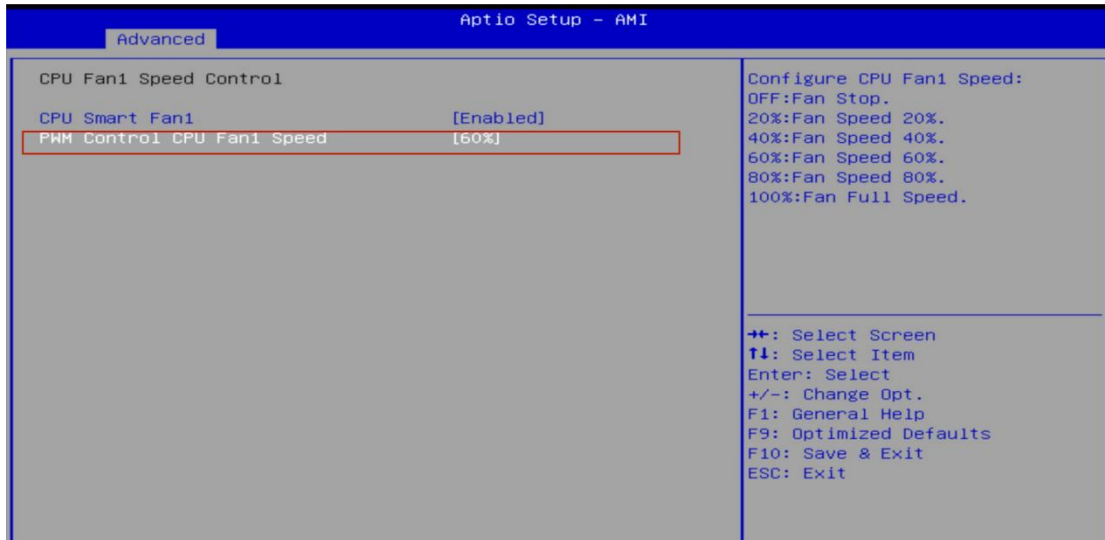 Aptio Setup - AMI
Advanced
CPU Fan1 Speed Control
CPU Smart Fan1 [Enabled]
PWM Control CPU Fan1 Speed [60%]
Configure CPU Fan1 Speed:
OFF:Fan Stop.
20%:Fan Speed 20%.
40%:Fan Speed 40%.
60%:Fan Speed 60%.
80%:Fan Speed 80%.
100%:Fan Full Speed.
→←: Select Screen
↑↓: Select Item
Enter: Select
+/-: Change Opt.
F1: General Help
F9: Optimized Defaults
F10: Save & Exit
ESC: Exit